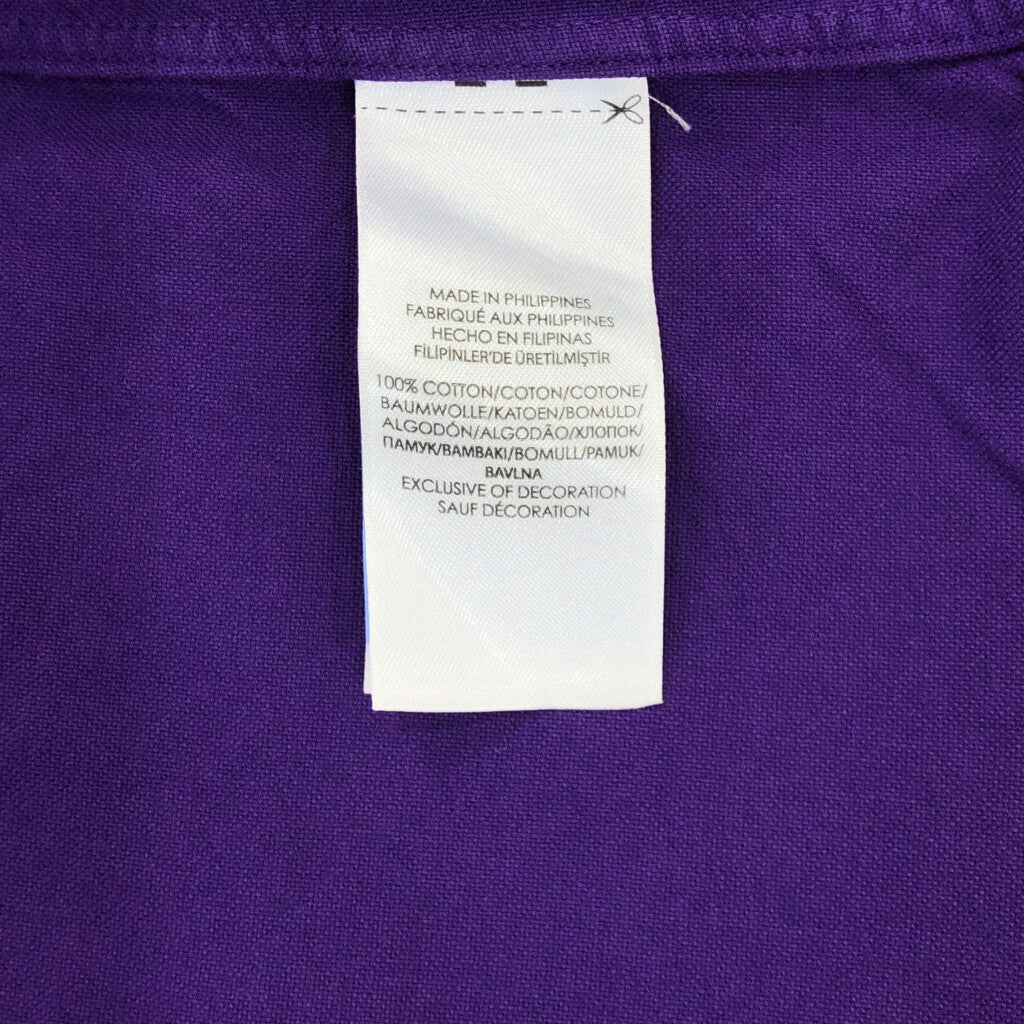 MADE IN PHILIPPINES
FABRIQUÉ AUX PHILIPPINES
HECHO EN FILIPINAS
FİLİPİNLER'DE ÜRETİLMİŞTİR
100% COTTON/COTON/COTONE/
BAUMWOLLE/KATOEN/BOMULD/
ALGODÓN/ALGODÃO/ХЛОПОК/
ПАМУК/ΒΑΜΒΑΚΙ/BOMULL/PAMUK/
BAVLNA
EXCLUSIVE OF DECORATION
SAUF DÉCORATION